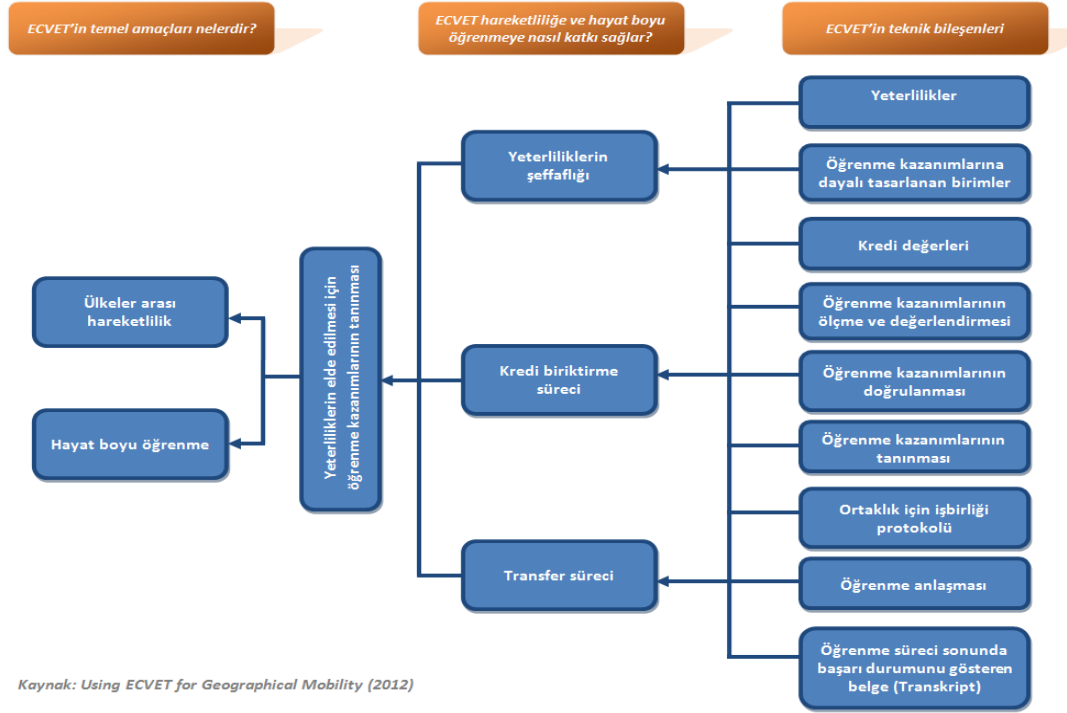 ECVET’in temel amaçları nelerdir?
ECVET hareketliliğe ve hayat boyu
öğrenmeye nasıl katkı sağlar?
ECVET’in teknik bileşenleri
Ülkeler arası
hareketlilik
Hayat boyu öğrenme
Yeterliliklerin elde edilmesi için
öğrenme kazanımlarının tanınması
Yeterliliklerin
şeffaflığı
Kredi biriktirme
süreci
Transfer süreci
Yeterlilikler
Öğrenme kazanımlarına
dayalı tasarlanan birimler
Kredi değerleri
Öğrenme kazanımlarının
ölçme ve değerlendirmesi
Öğrenme kazanımlarının
doğrulanması
Öğrenme kazanımlarının
tanınması
Ortaklık için işbirliği
protokolü
Öğrenme anlaşması
Öğrenme süreci sonunda
başarı durumunu gösteren
belge (Transkript)
Kaynak: Using ECVET for Geographical Mobility (2012)